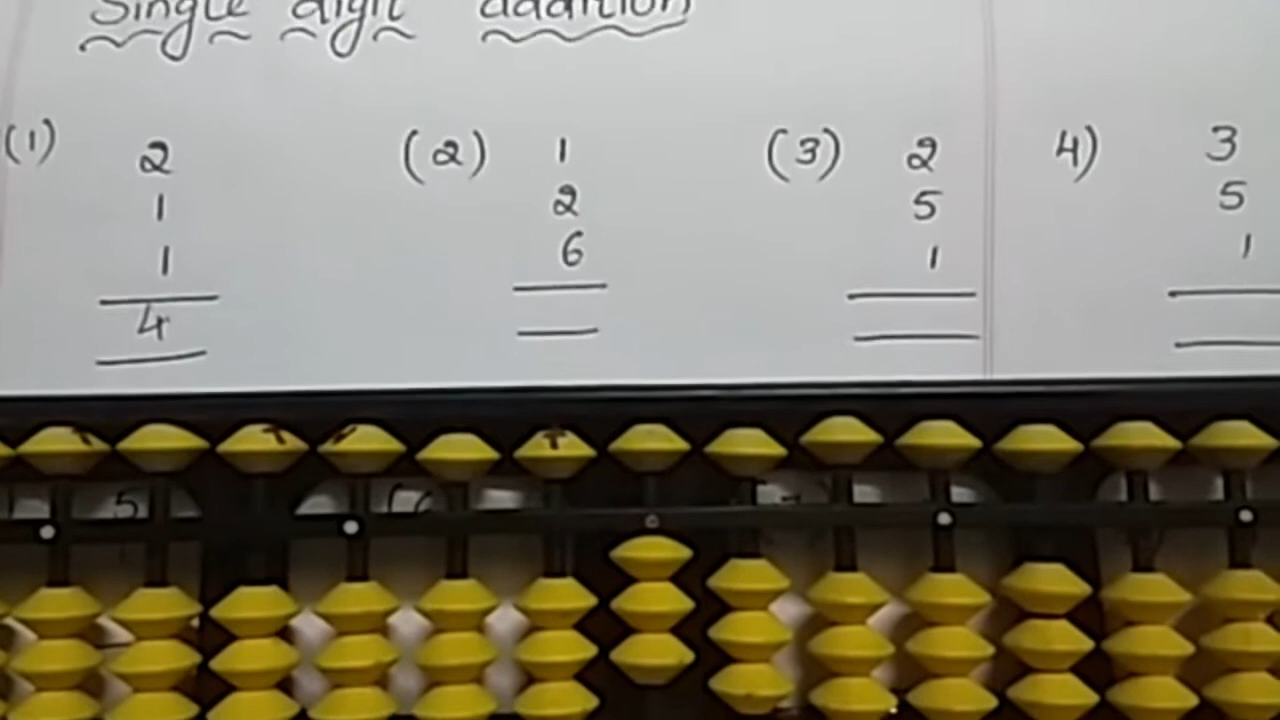 Single digit addition
(1) 2 1 1 4
(2) 1 2 6
(3) 2 5 1
4) 3 5 1
5